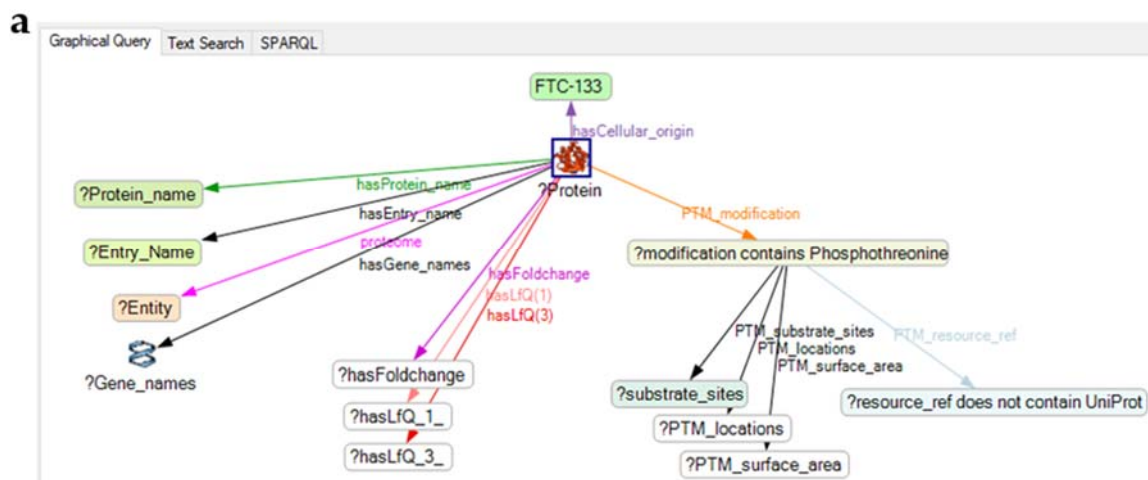 a
Graphical Query Text Search SPARQL
FTC-133
hasCellular_origin
?Protein
?Protein_name
hasProtein_name
PTM_modification
hasEntry_name
?Entry_Name
proteome
?modification contains Phosphothreonine
hasGene_names
hasFoldchange
?Entity
hasLfQ(1)
hasLfQ(3)
PTM_substrate_sites
PTM_resource_ref
PTM_locations
PTM_surface_area
?Gene_names
?hasFoldchange
?substrate_sites
?resource_ref does not contain UniProt
?hasLfQ_1_
?PTM_locations
?hasLfQ_3_
?PTM_surface_area